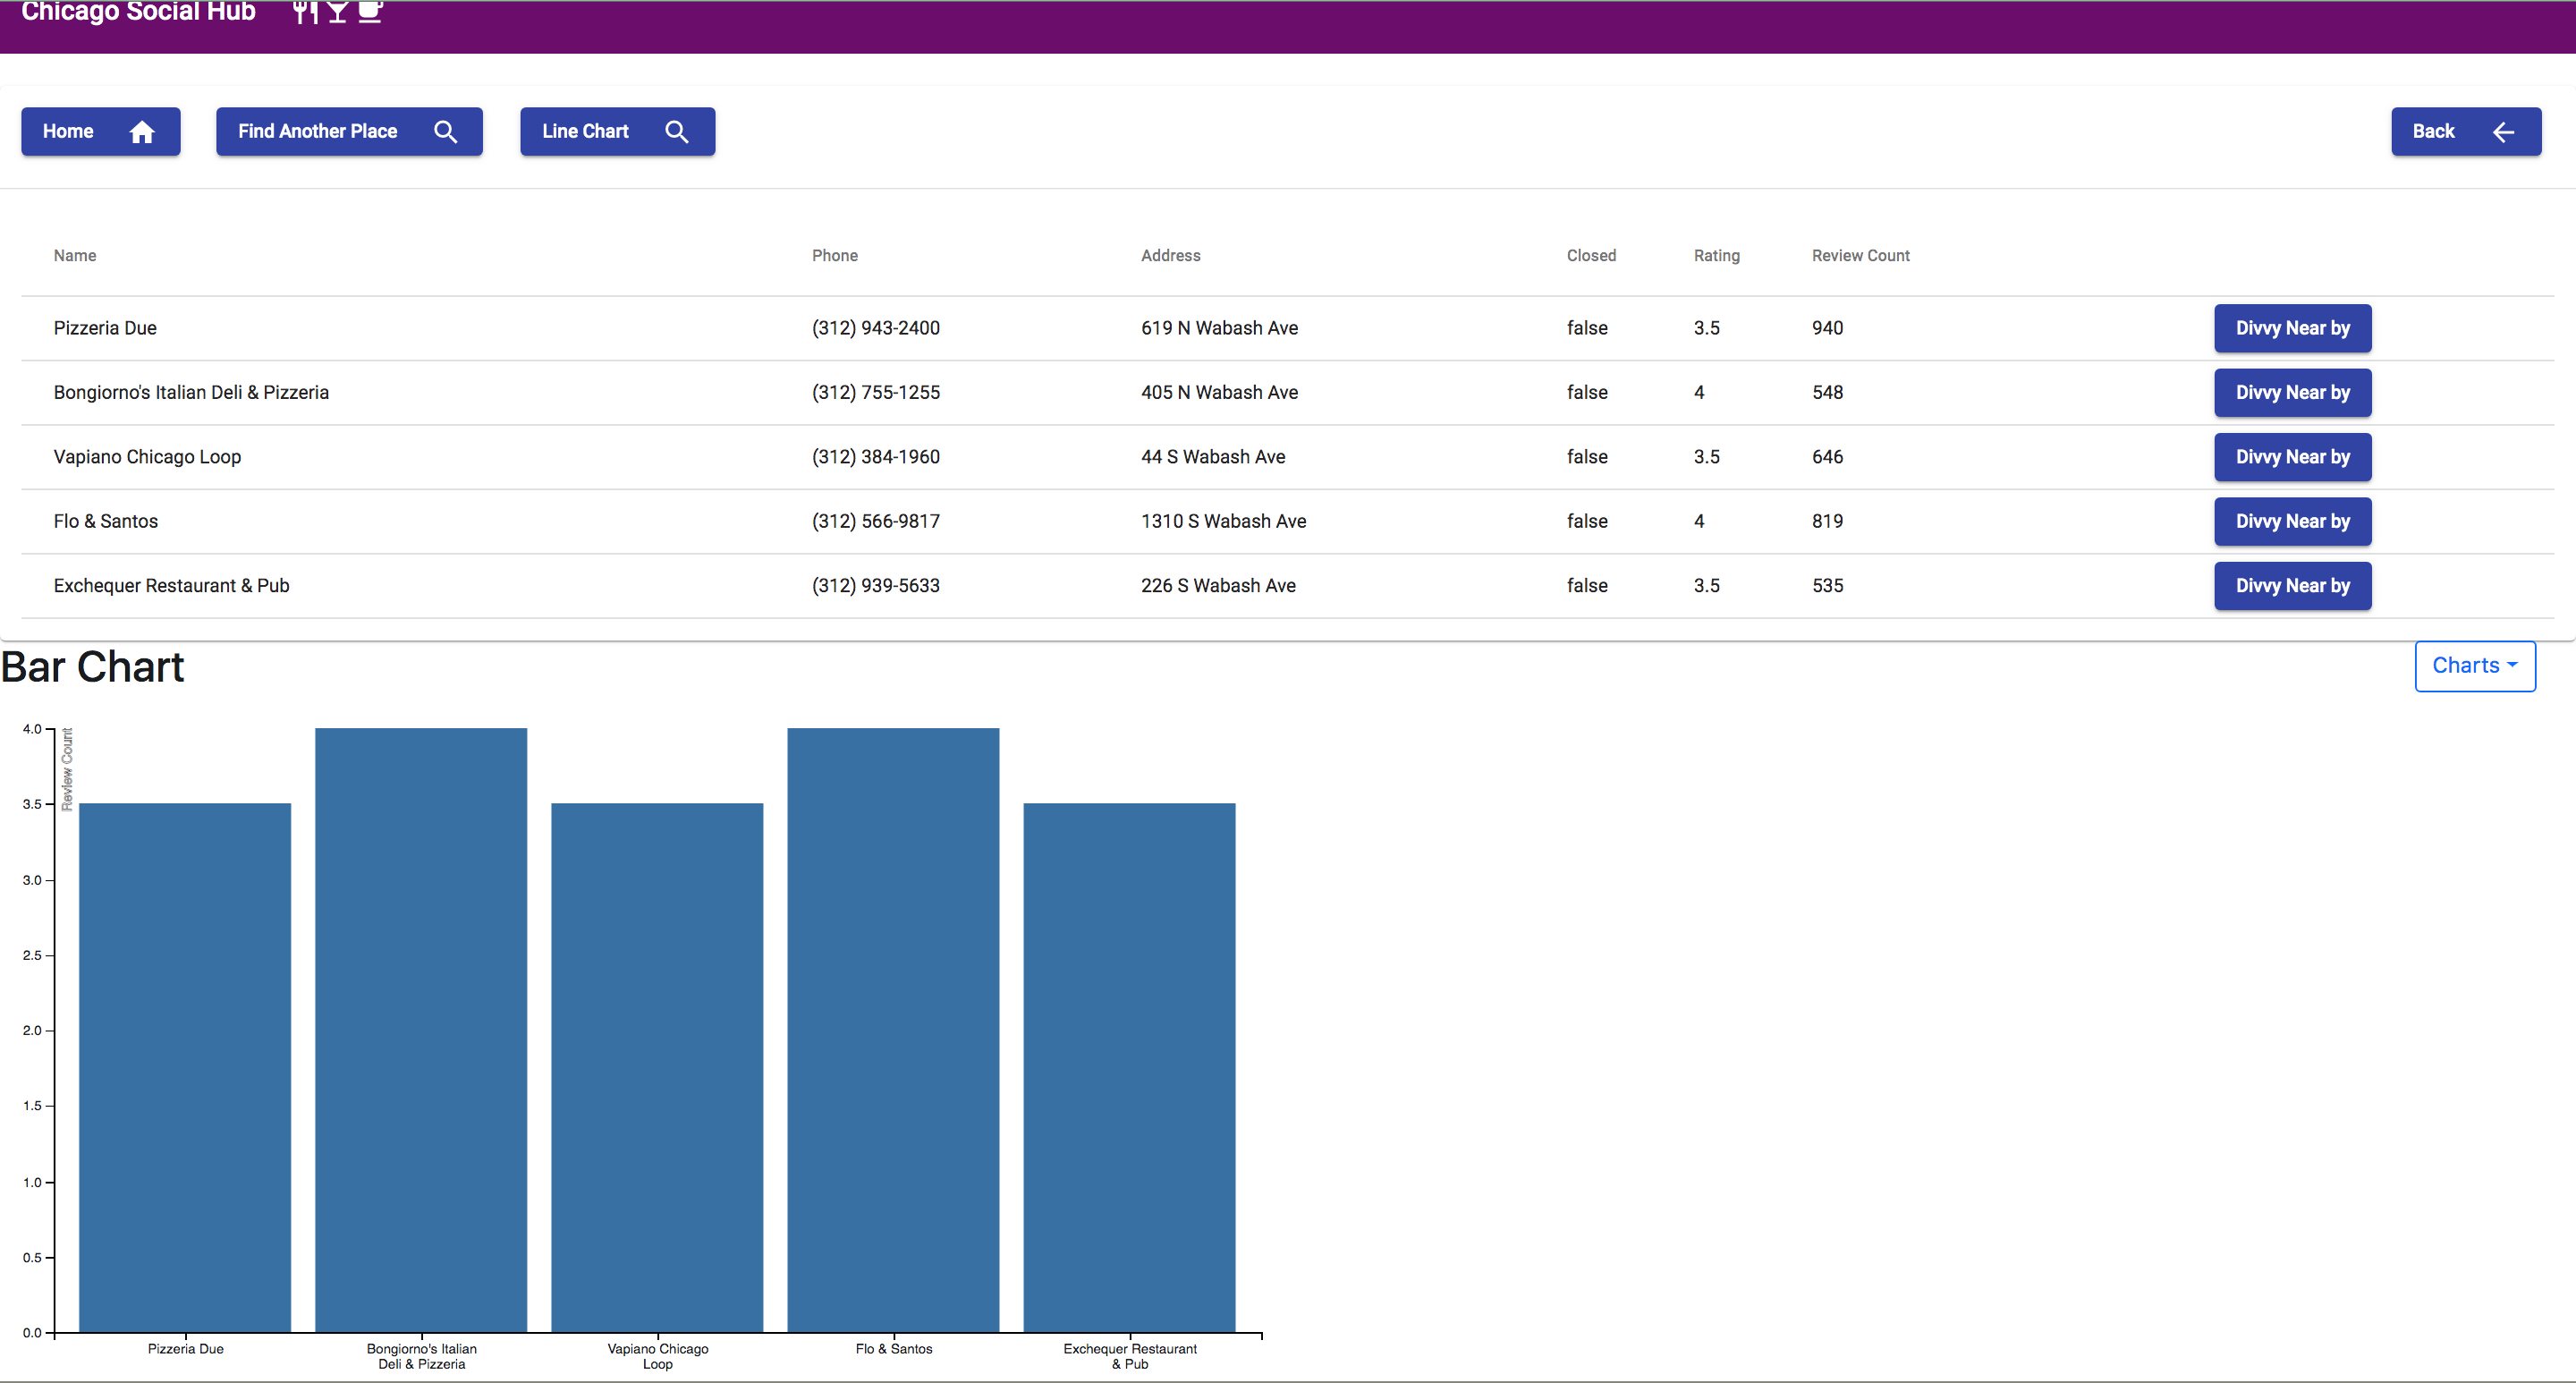 Chicago Social Hub
Home
Find Another Place
Line Chart
Back
Name Phone Address Closed Rating Review Count
Pizzeria Due (312) 943-2400 619 N Wabash Ave false 3.5 940 Divvy Near by
Bongiorno's Italian Deli & Pizzeria (312) 755-1255 405 N Wabash Ave false 4 548 Divvy Near by
Vapiano Chicago Loop (312) 384-1960 44 S Wabash Ave false 3.5 646 Divvy Near by
Flo & Santos (312) 566-9817 1310 S Wabash Ave false 4 819 Divvy Near by
Exchequer Restaurant & Pub (312) 939-5633 226 S Wabash Ave false 3.5 535 Divvy Near by
Bar Chart
Charts
Review Count
4.0
3.5
3.0
2.5
2.0
1.5
1.0
0.5
0.0
Pizzeria Due
Bongiorno's Italian
Deli & Pizzeria
Vapiano Chicago
Loop
Flo & Santos
Exchequer Restaurant
& Pub